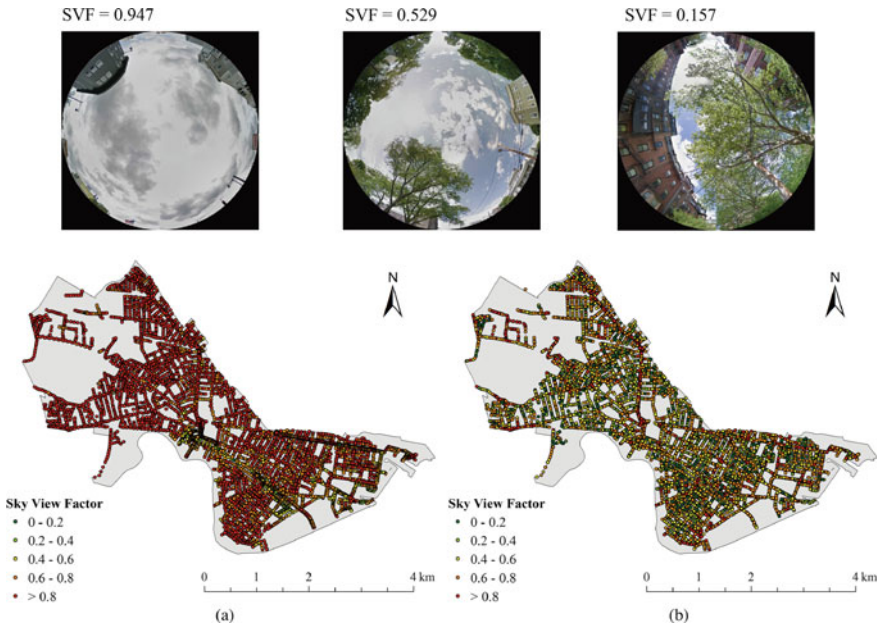 SVF = 0.947
SVF = 0.529
SVF = 0.157
N
N
Sky View Factor
0 - 0.2
0.2 - 0.4
0.4 - 0.6
0.6 - 0.8
> 0.8
0 1 2 4 km
(a)
Sky View Factor
0 - 0.2
0.2 - 0.4
0.4 - 0.6
0.6 - 0.8
> 0.8
0 1 2 4 km
(b)